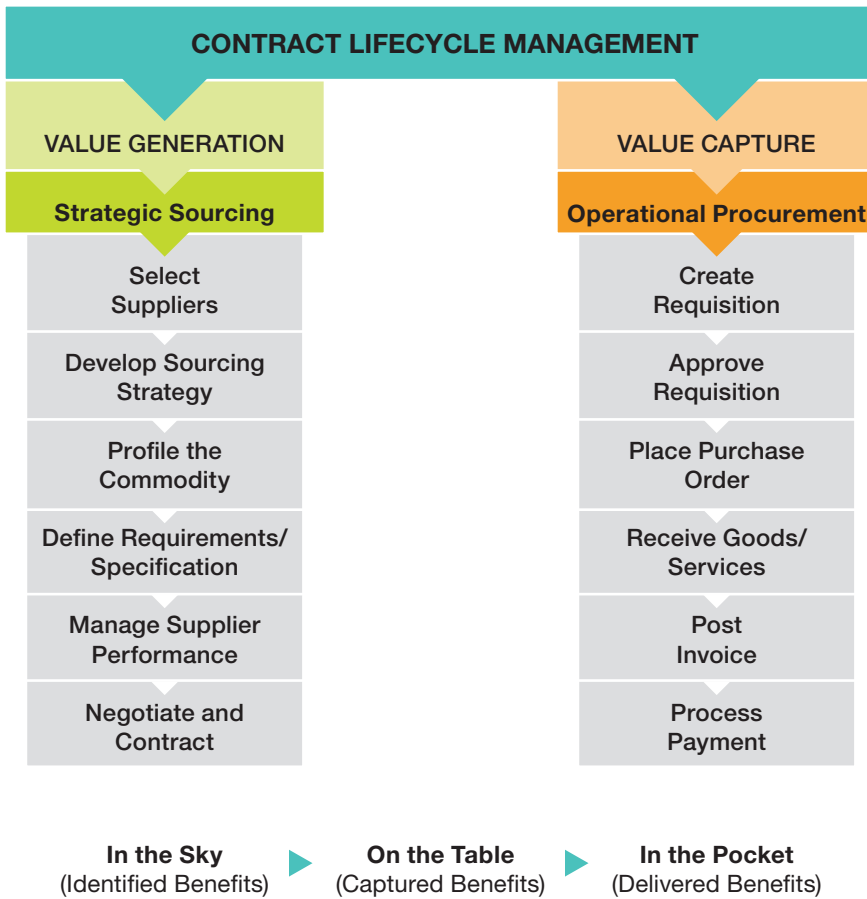 CONTRACT LIFECYCLE MANAGEMENT
VALUE GENERATION
Strategic Sourcing
Select
Suppliers
Develop Sourcing
Strategy
Profile the
Commodity
Define Requirements/
Specification
Manage Supplier
Performance
Negotiate and
Contract
VALUE CAPTURE
Operational Procurement
Create
Requisition
Approve
Requisition
Place Purchase
Order
Receive Goods/
Services
Post
Invoice
Process
Payment
In the Sky
(Identified Benefits)
On the Table
(Captured Benefits)
In the Pocket
(Delivered Benefits)